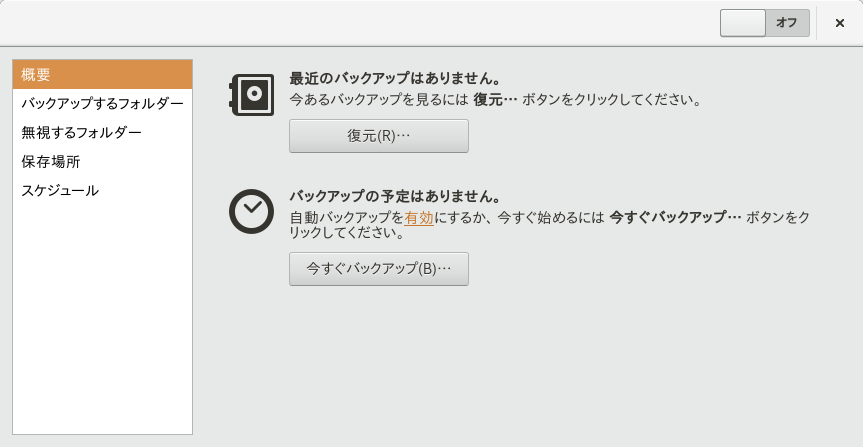 オフ
概要
バックアップするフォルダー
無視するフォルダー
保存場所
スケジュール
最近のバックアップはありません。
今あるバックアップを見るには 復元… ボタンをクリックしてください。
復元(R)…
バックアップの予定はありません。
自動バックアップを有効にするか、今すぐ始めるには 今すぐバックアップ… ボタンをク
リックしてください。
今すぐバックアップ(B)…